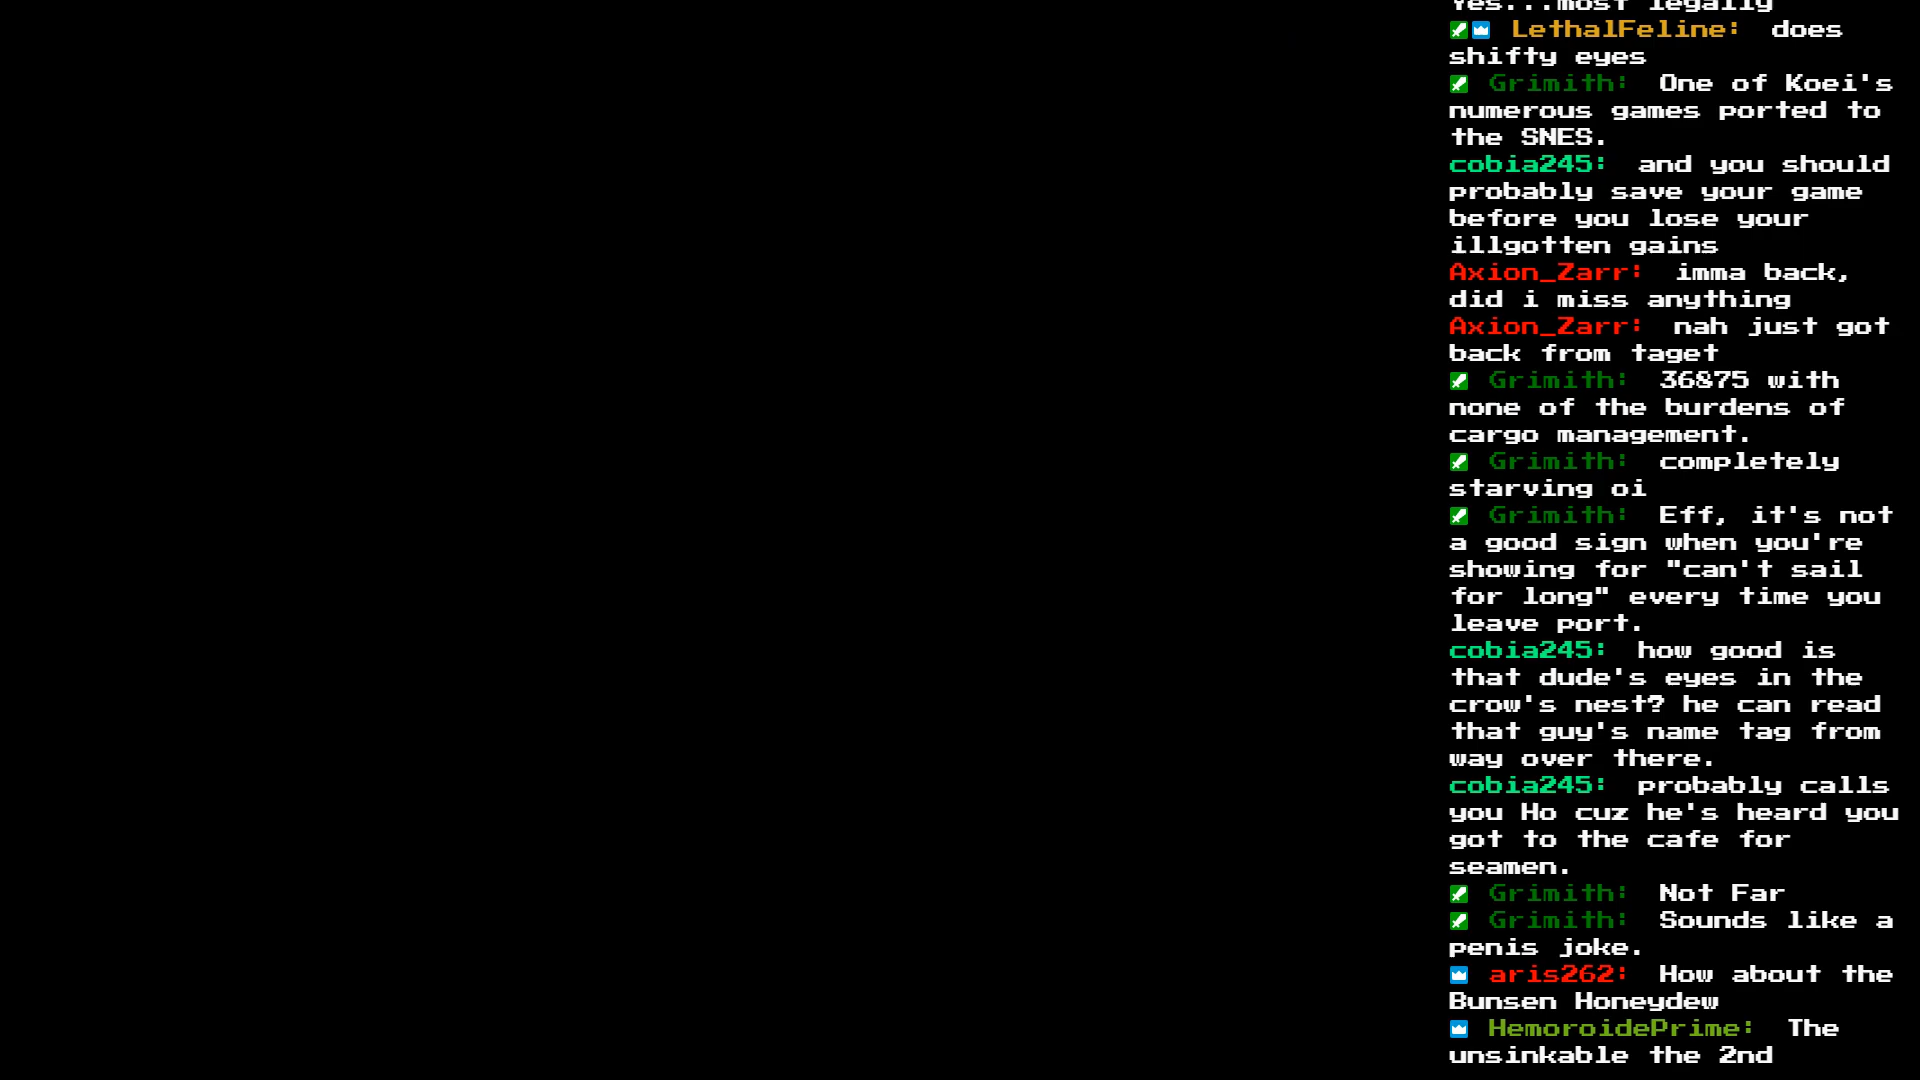 Yes...most legally
LethalFeline: does
shifty eyes
Grimith: One of Koei's
numerous games ported to
the SNES.
cobia245: and you should
probably save your game
before you lose your
illgotten gains
Axion_Zarr: imma back,
did i miss anything
Axion_Zarr: nah just got
back from taget
Grimith: 36875 with
none of the burdens of
cargo management.
Grimith: completely
starving oi
Grimith: Eff, it's not
a good sign when you're
showing for "can't sail
for long" every time you
leave port.
cobia245: how good is
that dude's eyes in the
crow's nest? he can read
that guy's name tag from
way over there.
cobia245: probably calls
you Ho cuz he's heard you
got to the cafe for
seamen.
Grimith: Not Far
Grimith: Sounds like a
penis joke.
aris262: How about the
Bunsen Honeydew
HemoroidePrime: The
unsinkable the 2nd